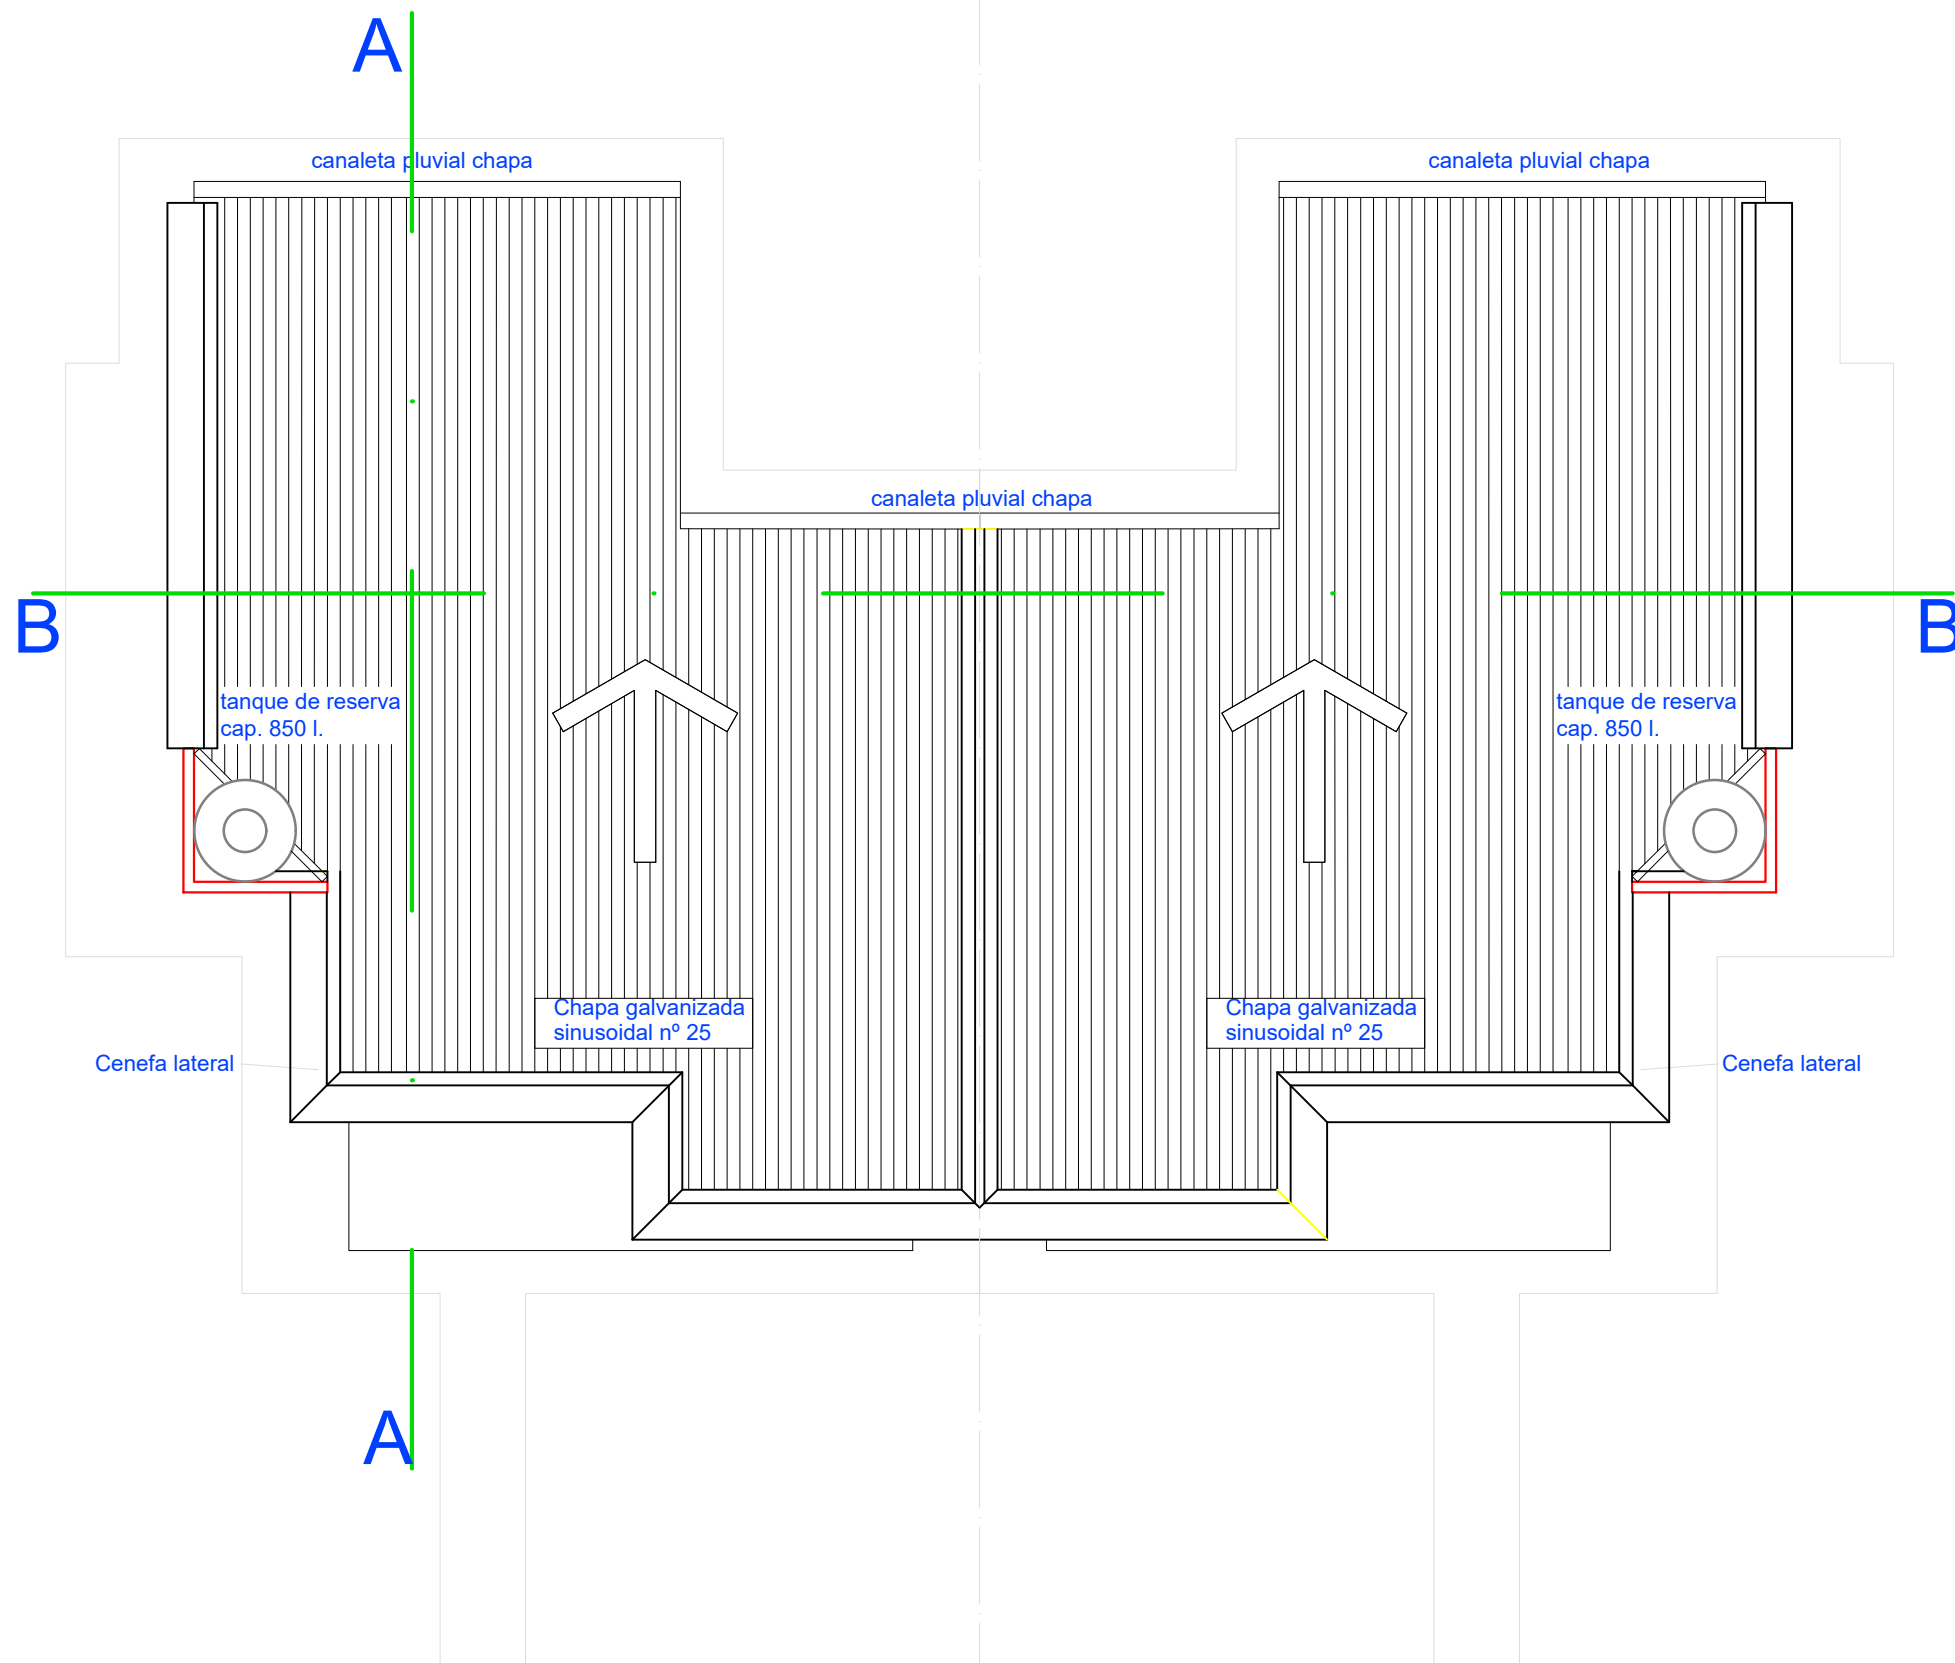 A
canaleta pluvial chapa
canaleta pluvial chapa
canaleta pluvial chapa
B
B
tanque de reserva
cap. 850 l.
tanque de reserva
cap. 850 l.
Chapa galvanizada
sinusoidal nº 25
Chapa galvanizada
sinusoidal nº 25
Cenefa lateral
Cenefa lateral
A